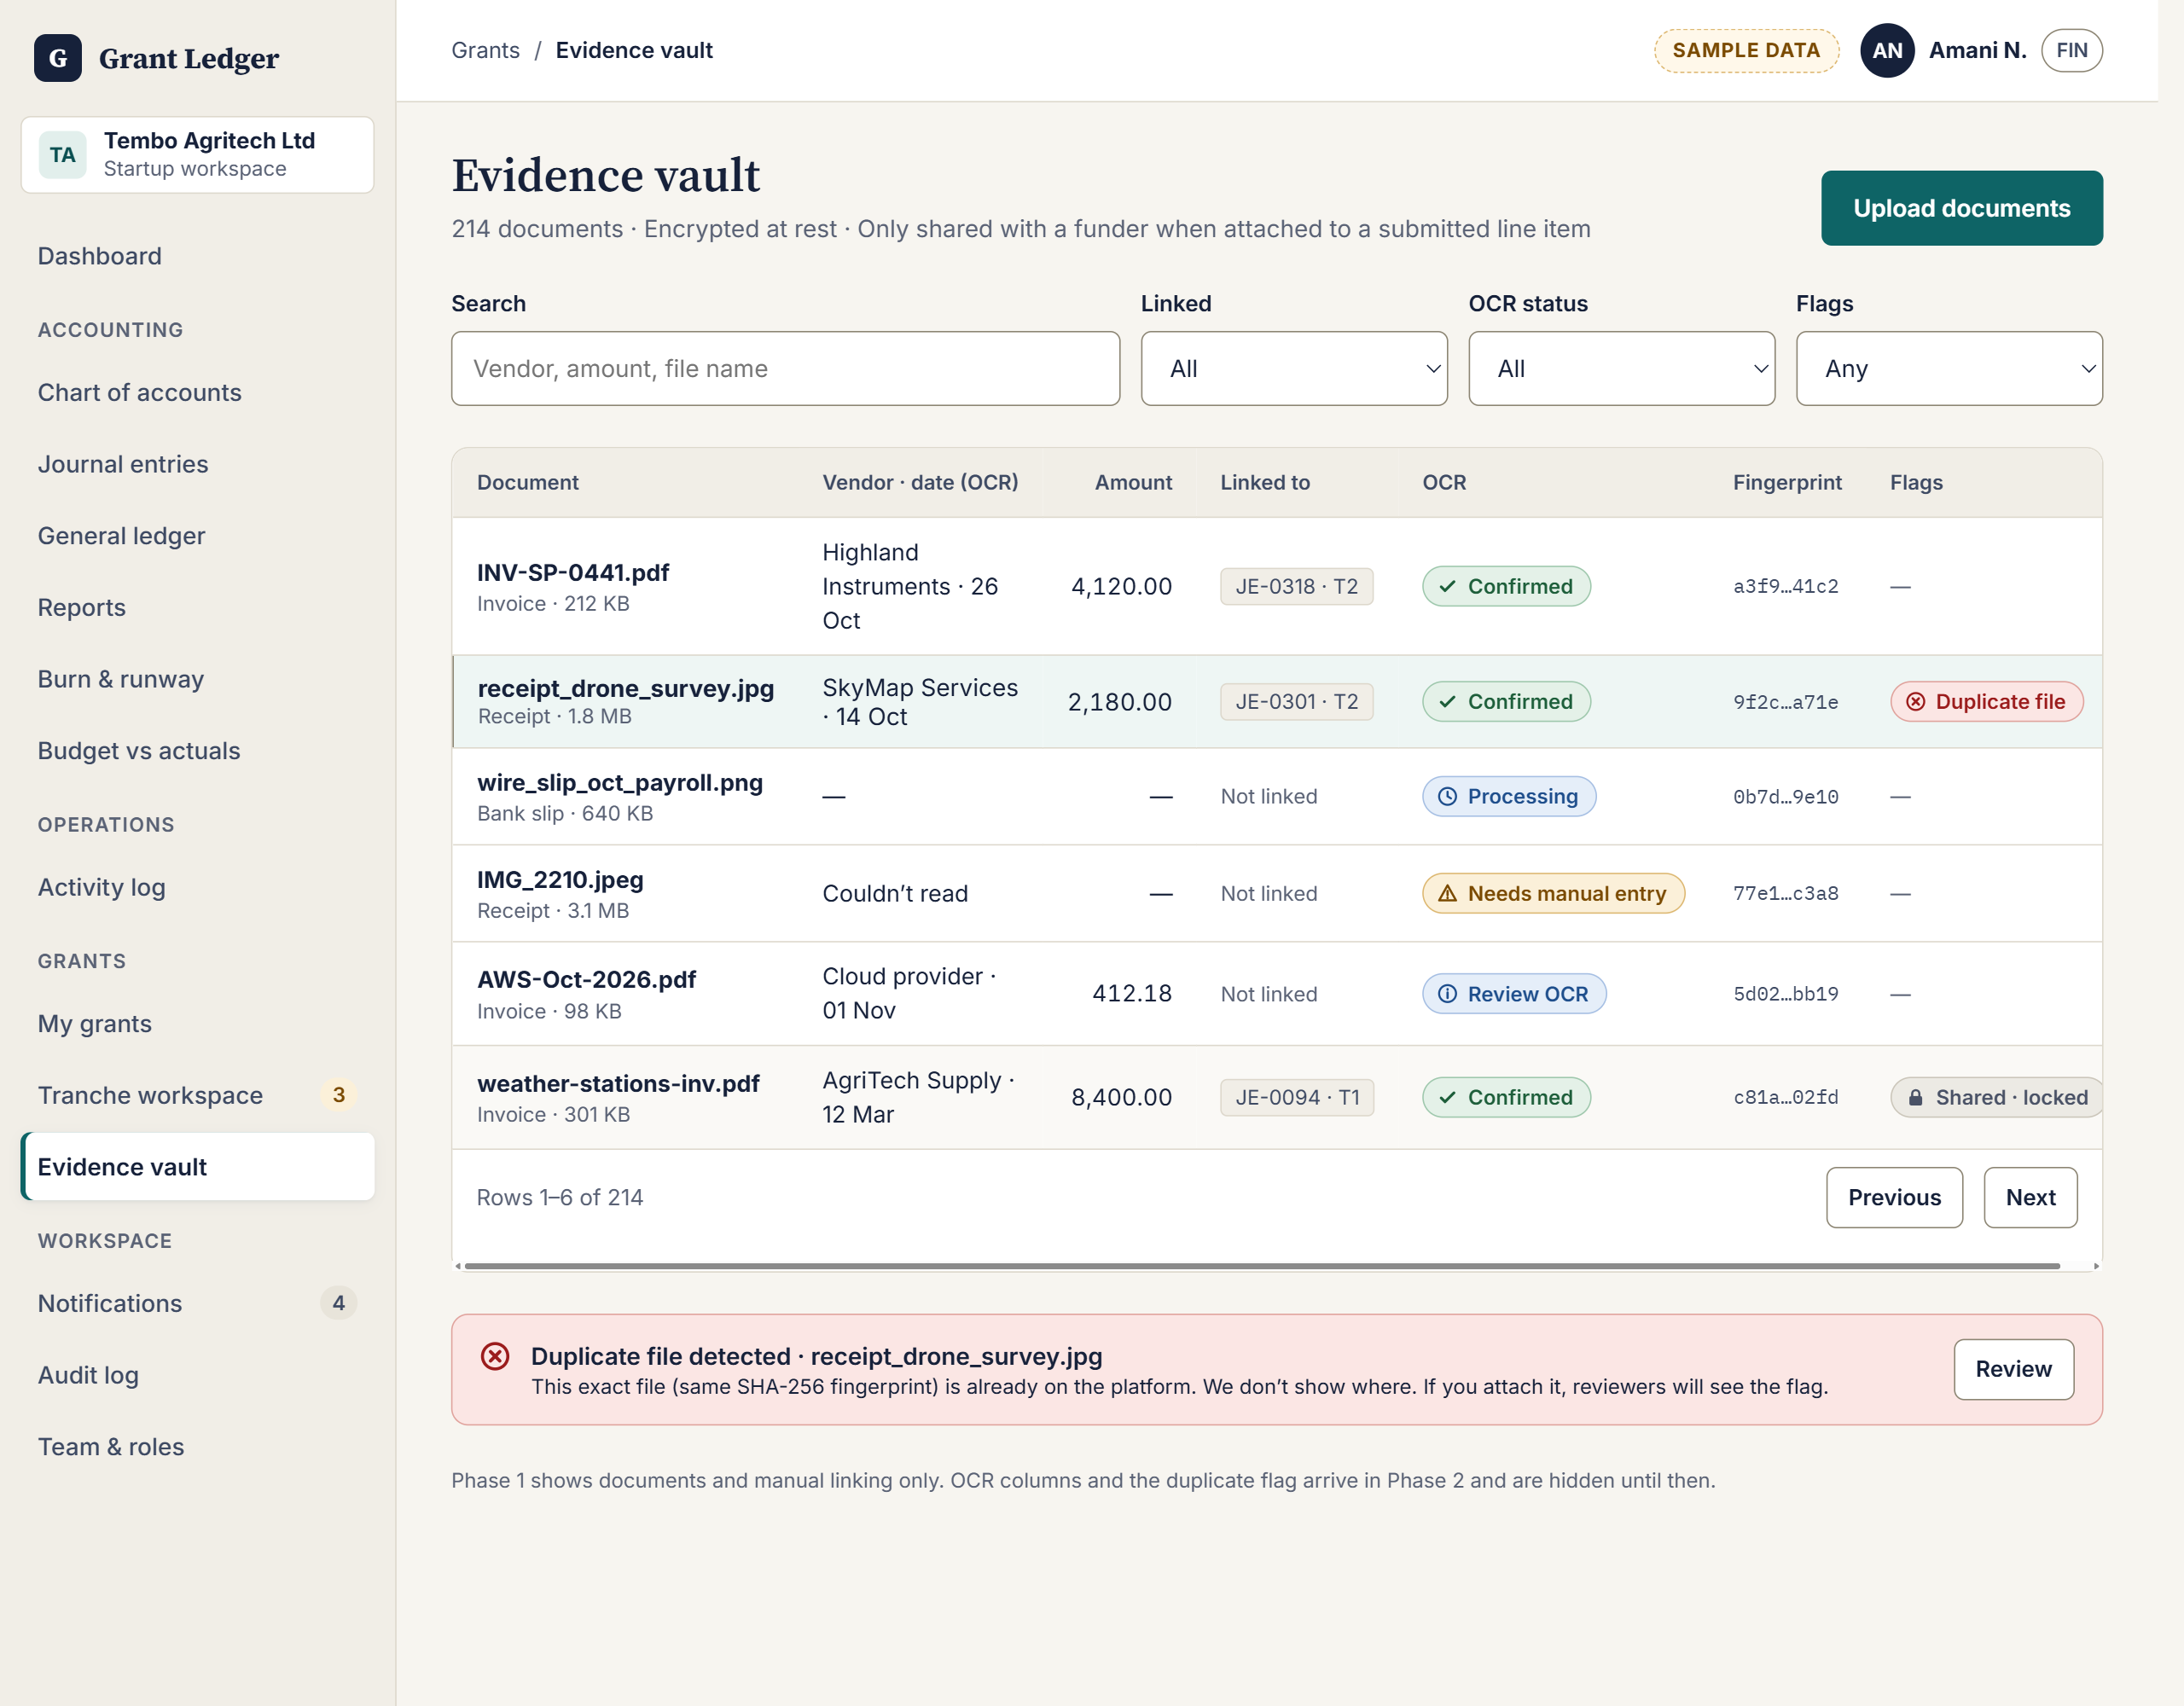 G Grant Ledger
TA Tembo Agritech Ltd
Startup workspace
Dashboard
ACCOUNTING
Chart of accounts
Journal entries
General ledger
Reports
Burn & runway
Budget vs actuals
OPERATIONS
Activity log
GRANTS
My grants
Tranche workspace 3
Evidence vault
WORKSPACE
Notifications 4
Audit log
Team & roles
Grants / Evidence vault
SAMPLE DATA AN Amani N. FIN
Evidence vault
214 documents · Encrypted at rest · Only shared with a funder when attached to a submitted line item
Upload documents
Search Linked OCR status Flags
Vendor, amount, file name All All Any
Document Vendor · date (OCR) Amount Linked to OCR Fingerprint Flags
INV-SP-0441.pdf
Invoice · 212 KB
Highland
Instruments · 26
Oct
4,120.00 JE-0318 · T2 Confirmed a3f9…41c2 —
receipt_drone_survey.jpg
Receipt · 1.8 MB
SkyMap Services
· 14 Oct
2,180.00 JE-0301 · T2 Confirmed 9f2c…a71e Duplicate file
wire_slip_oct_payroll.png
Bank slip · 640 KB
— — Not linked Processing 0b7d…9e10 —
IMG_2210.jpeg
Receipt · 3.1 MB
Couldn’t read — Not linked Needs manual entry 77e1…c3a8 —
AWS-Oct-2026.pdf
Invoice · 98 KB
Cloud provider ·
01 Nov
412.18 Not linked Review OCR 5d02…bb19 —
weather-stations-inv.pdf
Invoice · 301 KB
AgriTech Supply ·
12 Mar
8,400.00 JE-0094 · T1 Confirmed c81a…02fd Shared · locked
Rows 1–6 of 214 Previous Next
Duplicate file detected · receipt_drone_survey.jpg
This exact file (same SHA-256 fingerprint) is already on the platform. We don’t show where. If you attach it, reviewers will see the flag.
Review
Phase 1 shows documents and manual linking only. OCR columns and the duplicate flag arrive in Phase 2 and are hidden until then.